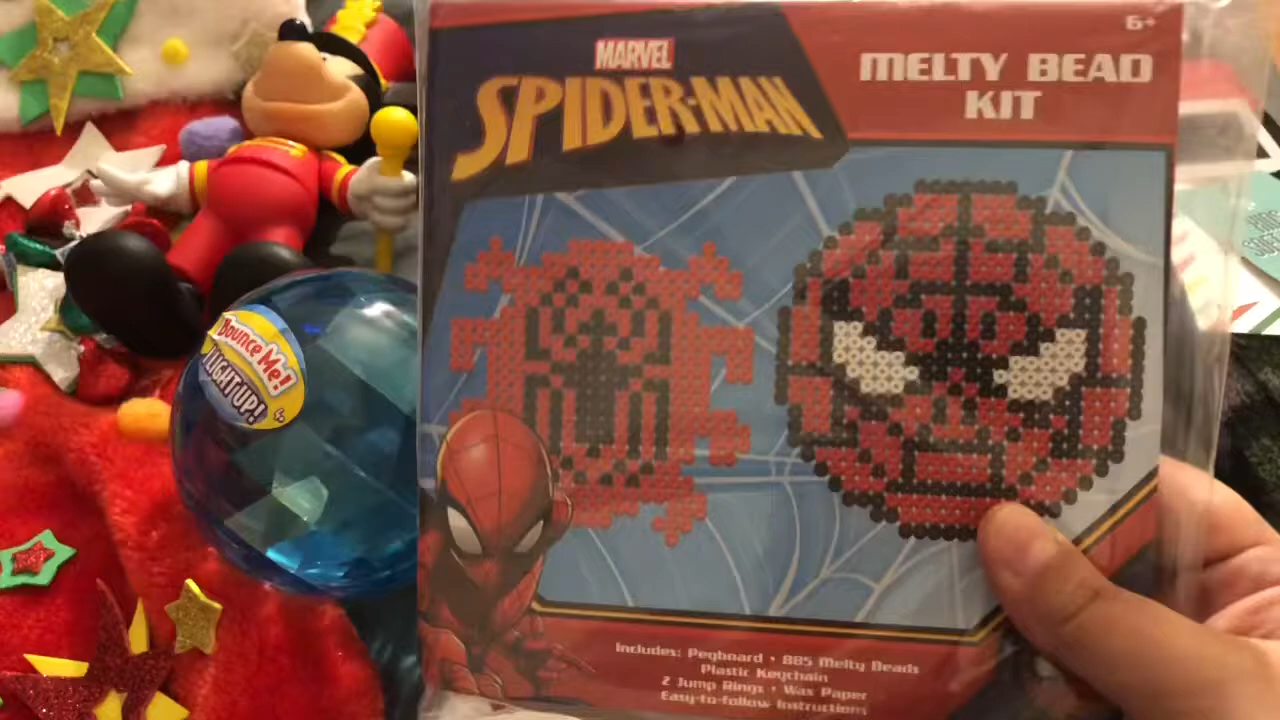 6+
MARVEL
SPIDER-MAN
MELTY BEAD
KIT
Bounce Me!
LIGHT UP!
4+
Includes: Pegboard • 885 Melty Beads
Plastic Keychain
2 Jump Rings • Wax Paper
Easy-to-follow Instructions